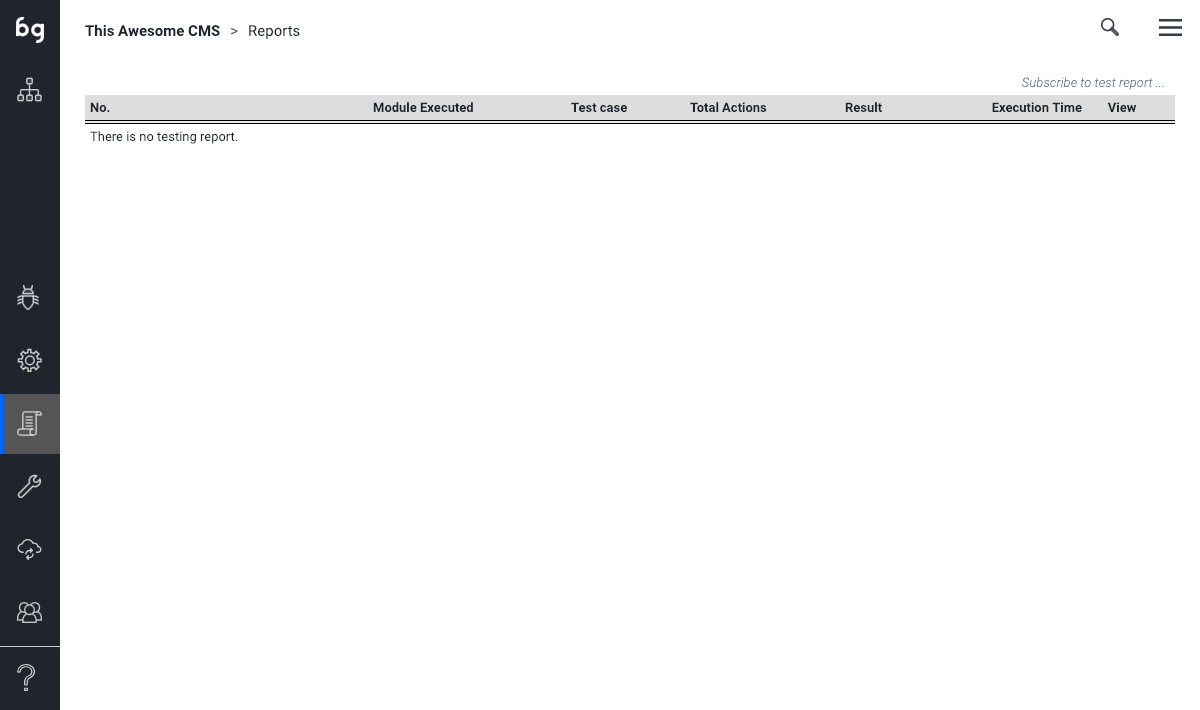 bg
This Awesome CMS > Reports
Subscribe to test report ...
No. Module Executed Test case Total Actions Result Execution Time View
There is no testing report.